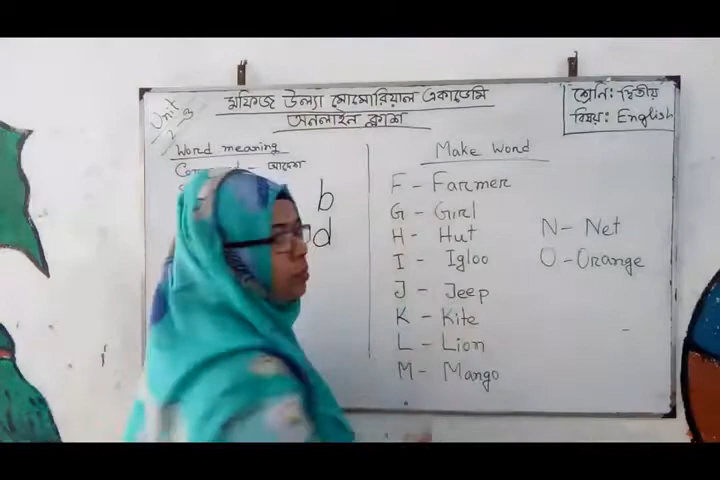 মফিজ উল্যা মেমোরিয়াল একাডেমি
অনলাইন ক্লাশ
শ্রেনি: দ্বিতীয়
বিষয়: English
Unit
Word meaning
আদেশ
b
d
Make Word
F - Farmer
G - Girl
H - Hut
I - Igloo
J - Jeep
K - Kite
L - Lion
M - Mango
N - Net
O - Orange